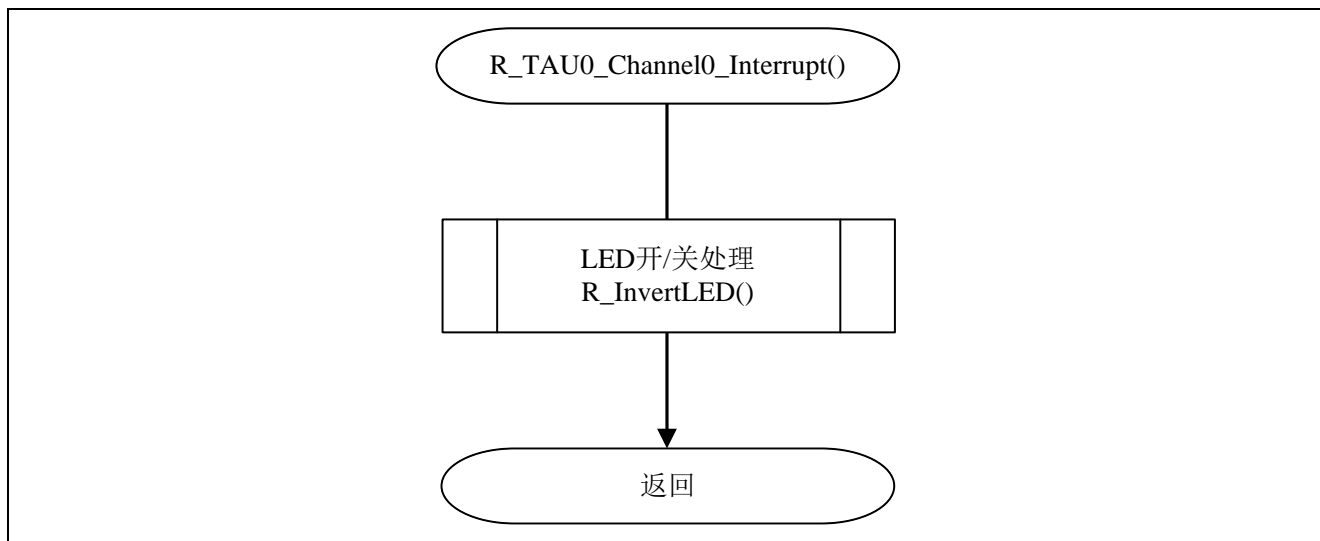 R_TAU0_Channel0_Interrupt()
LED开/关处理
R_InvertLED()
返回